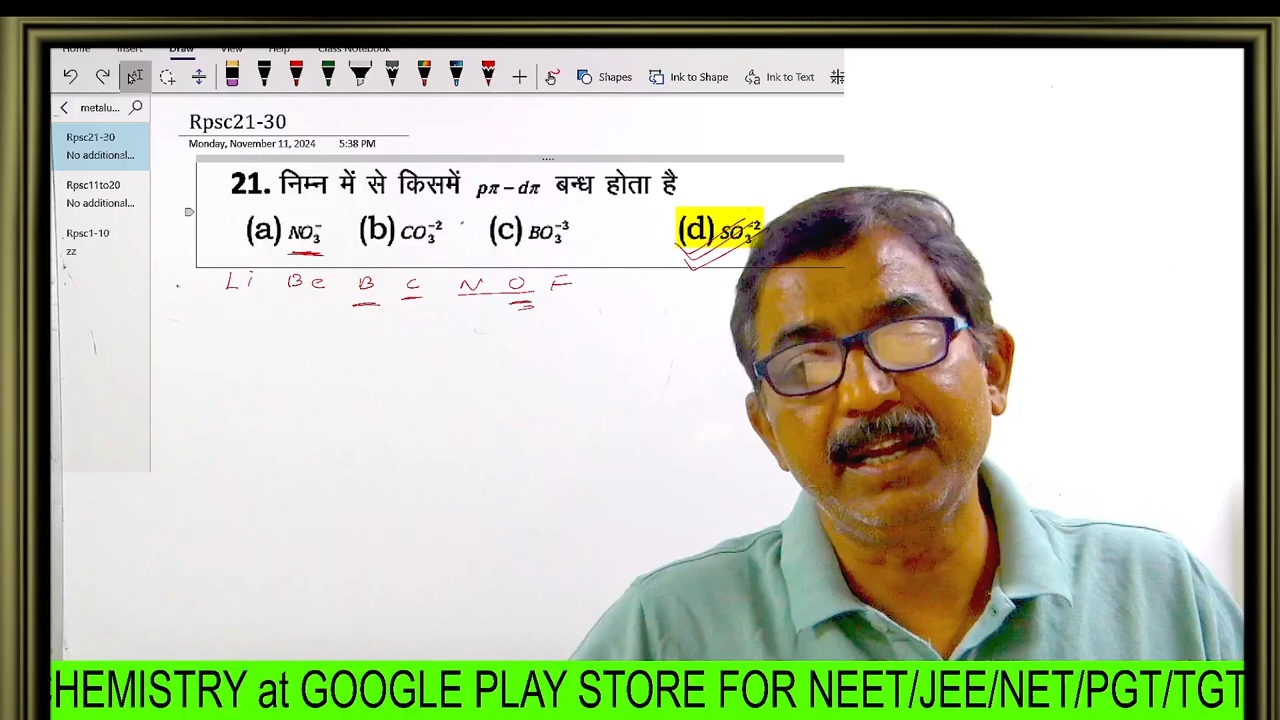 Home Insert Draw View Help Class Notebook
Shapes Ink to Shape Ink to Text
metalu...
Rpsc21-30
No additional...
Rpsc11to20
No additional...
Rpsc1-10
zz
Rpsc21-30
Monday, November 11, 2024 5:38 PM
21. निम्न में से किसमें pπ – dπ बन्ध होता है
(a) NO₃⁻ (b) CO₃⁻² (c) BO₃⁻³ (d) SO₃⁻²
Li Be B C N O F
HEMISTRY at GOOGLE PLAY STORE FOR NEET/JEE/NET/PGT/TGT